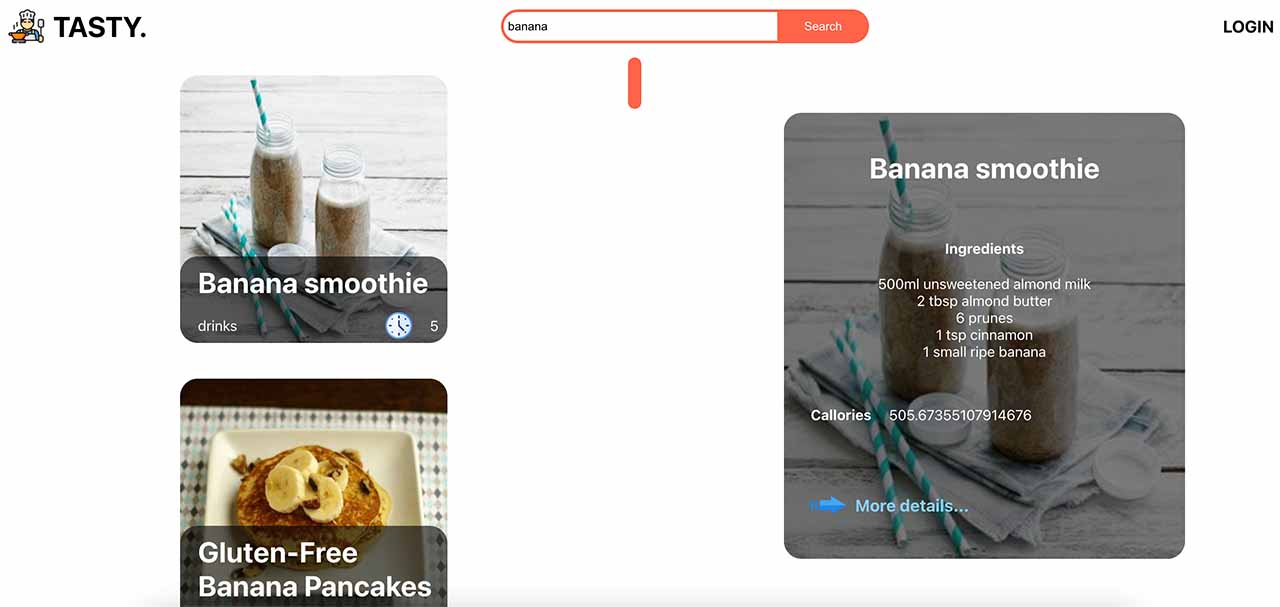 TASTY.
banana
Search
LOGIN
Banana smoothie
drinks
5
Gluten-Free
Banana Pancakes
Banana smoothie
Ingredients
500ml unsweetened almond milk
2 tbsp almond butter
6 prunes
1 tsp cinnamon
1 small ripe banana
Callories 505.67355107914676
More details...